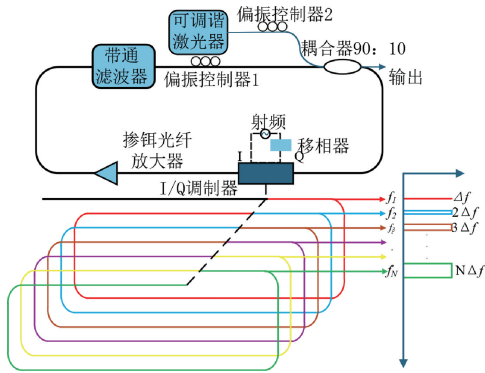 可调谐
激光器
偏振控制器2
带通
滤波器
偏振控制器1
耦合器90：10
输出
掺铒光纤
放大器
射频
移相器
I
Q
I/Q调制器
f1
Δf
f2
2Δf
f3
3Δf
fN
NΔf